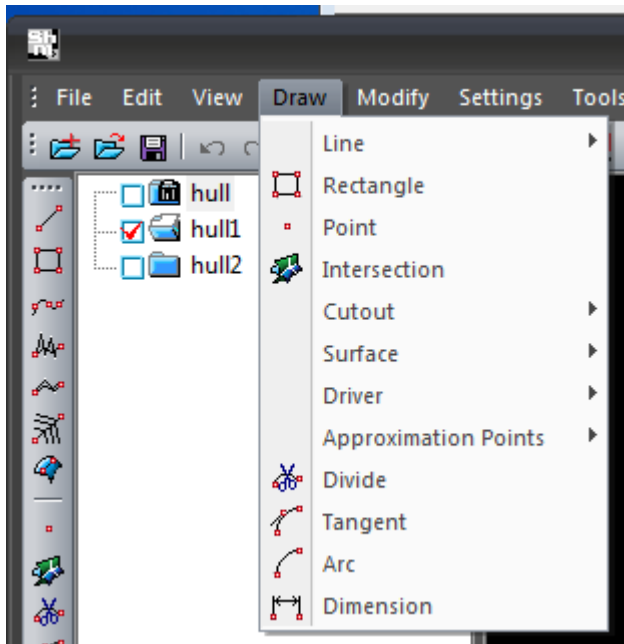 File Edit View Draw Modify Settings Tools
hull
hull1
hull2
Line
Rectangle
Point
Intersection
Cutout
Surface
Driver
Approximation Points
Divide
Tangent
Arc
Dimension